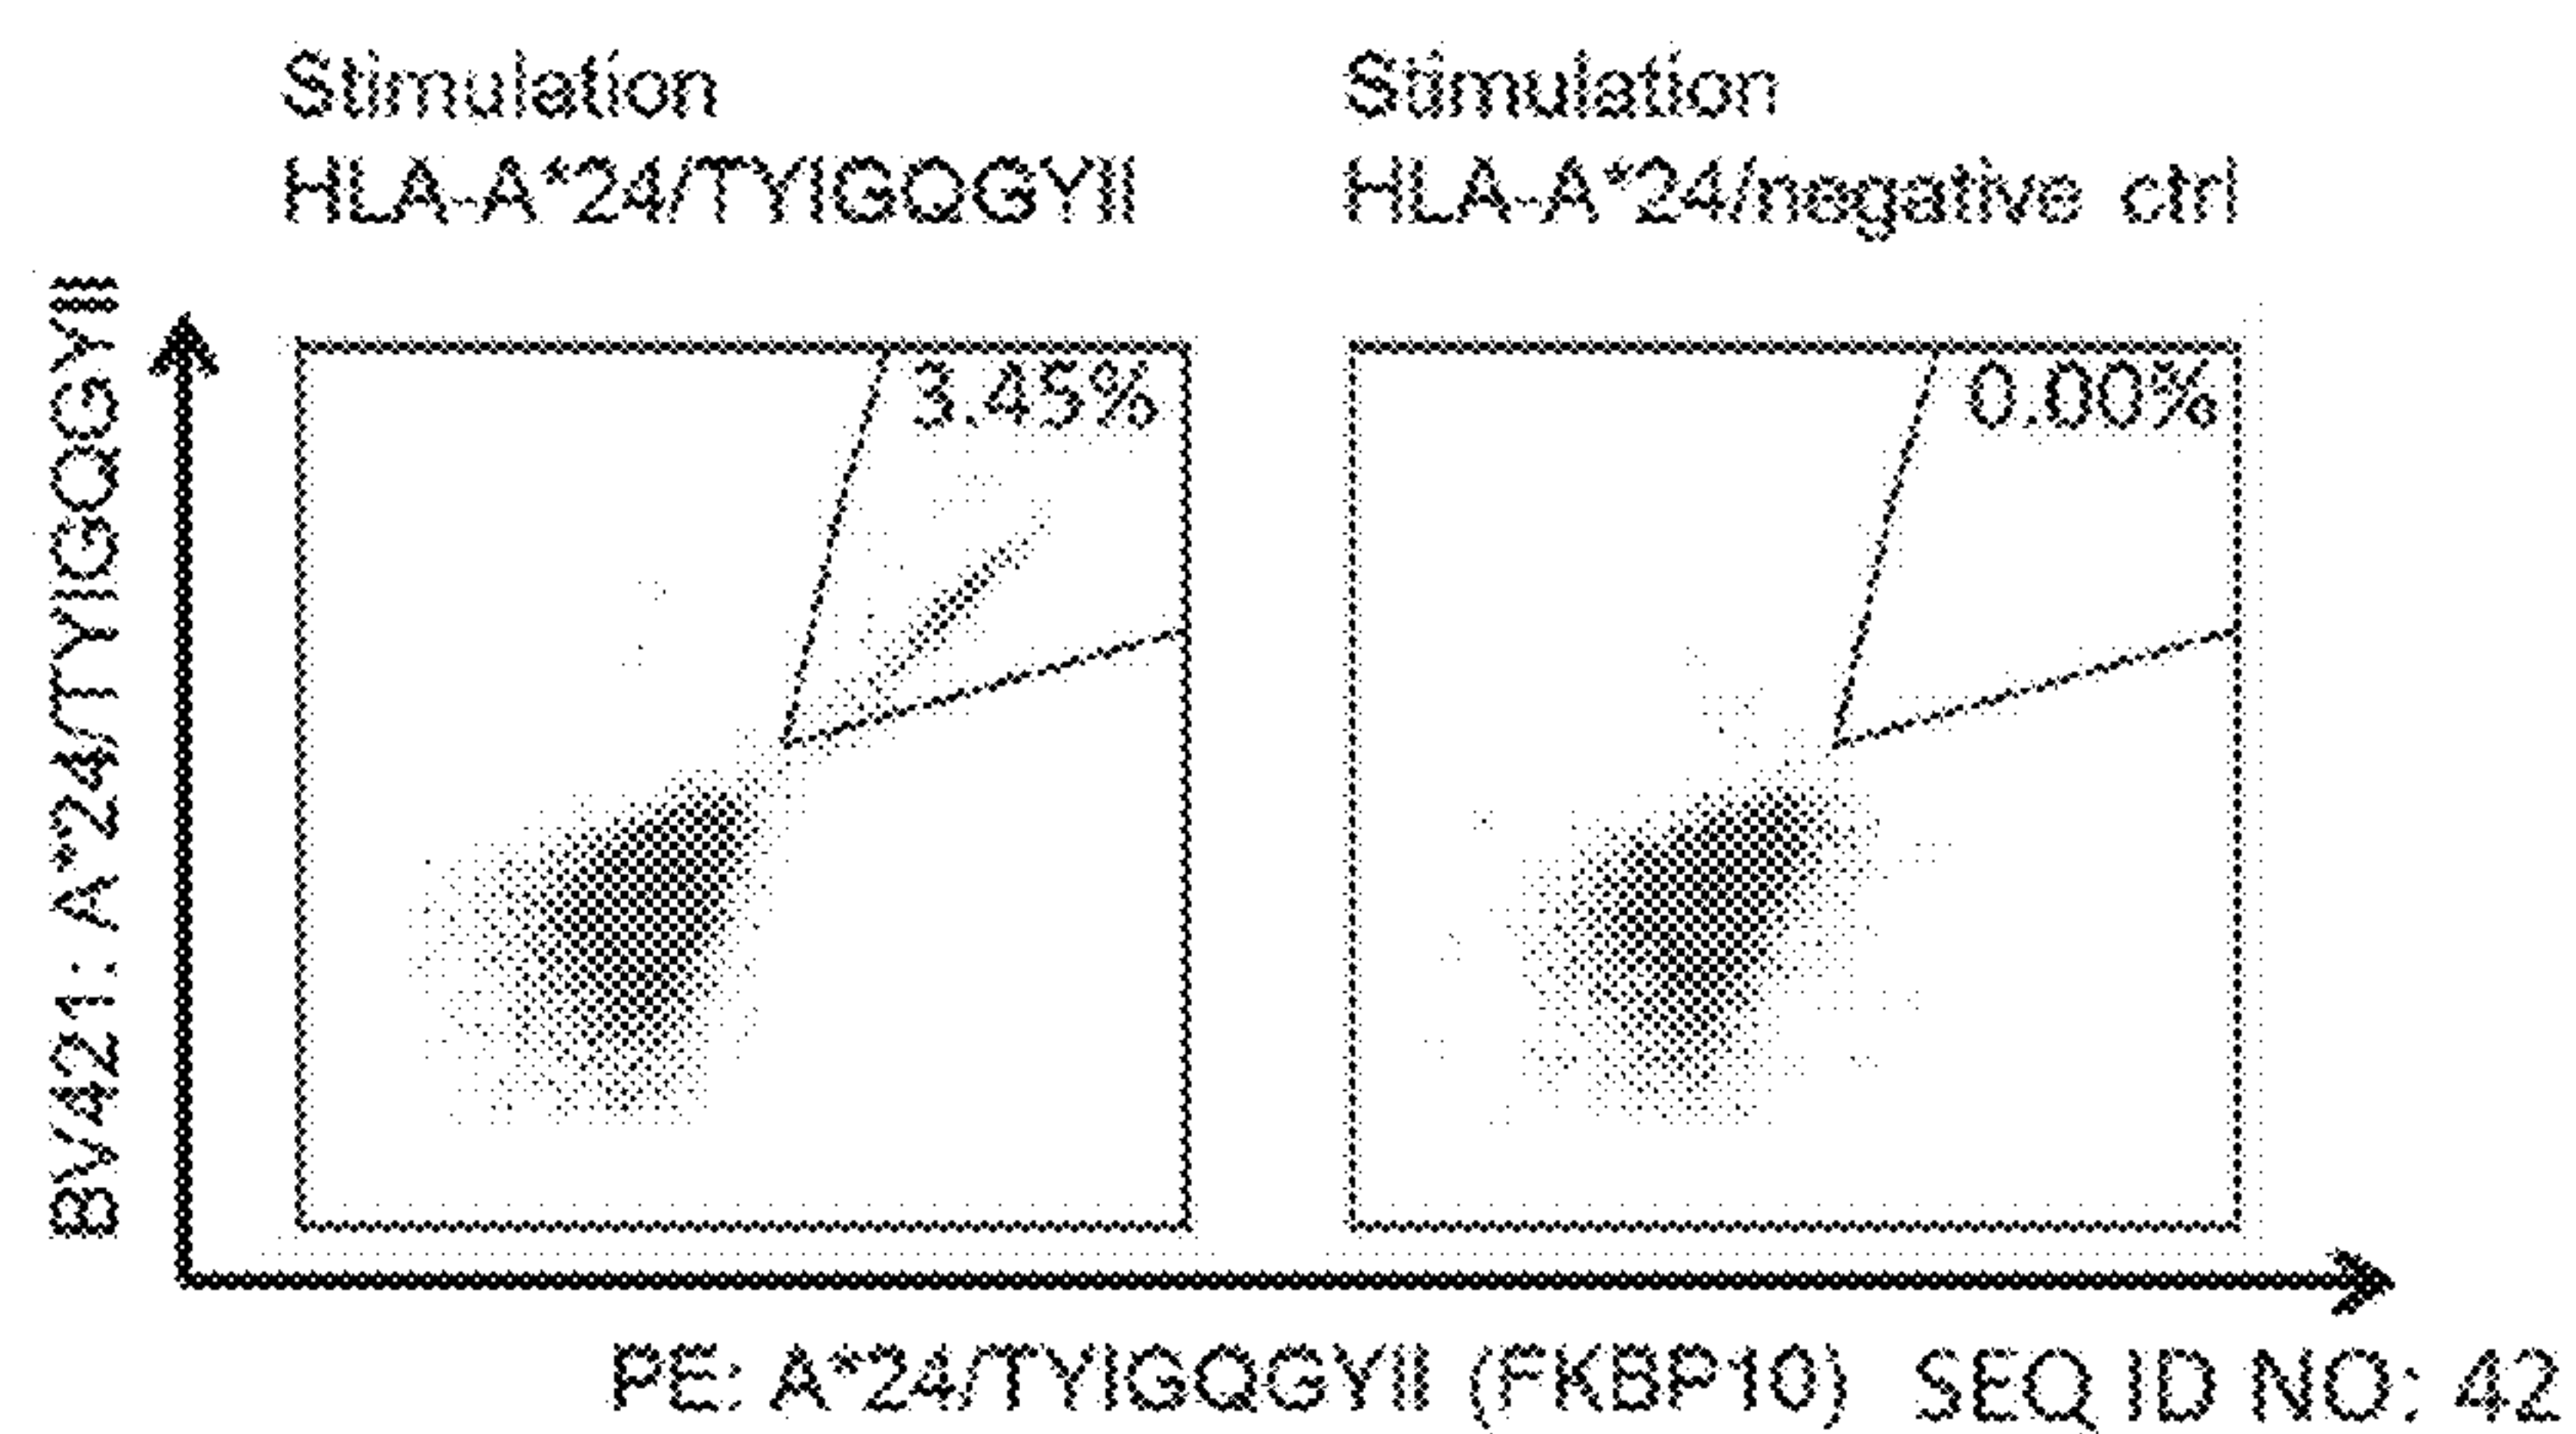 Stimulation
HLA-A*24/TYIGQGYII
Stimulation
HLA-A*24/negative ctrl
BV421: A*24/TYIGQGYII
3.45%
0.00%
PE: A*24/TYIGQGYII (FKBP10) SEQ ID NO: 42